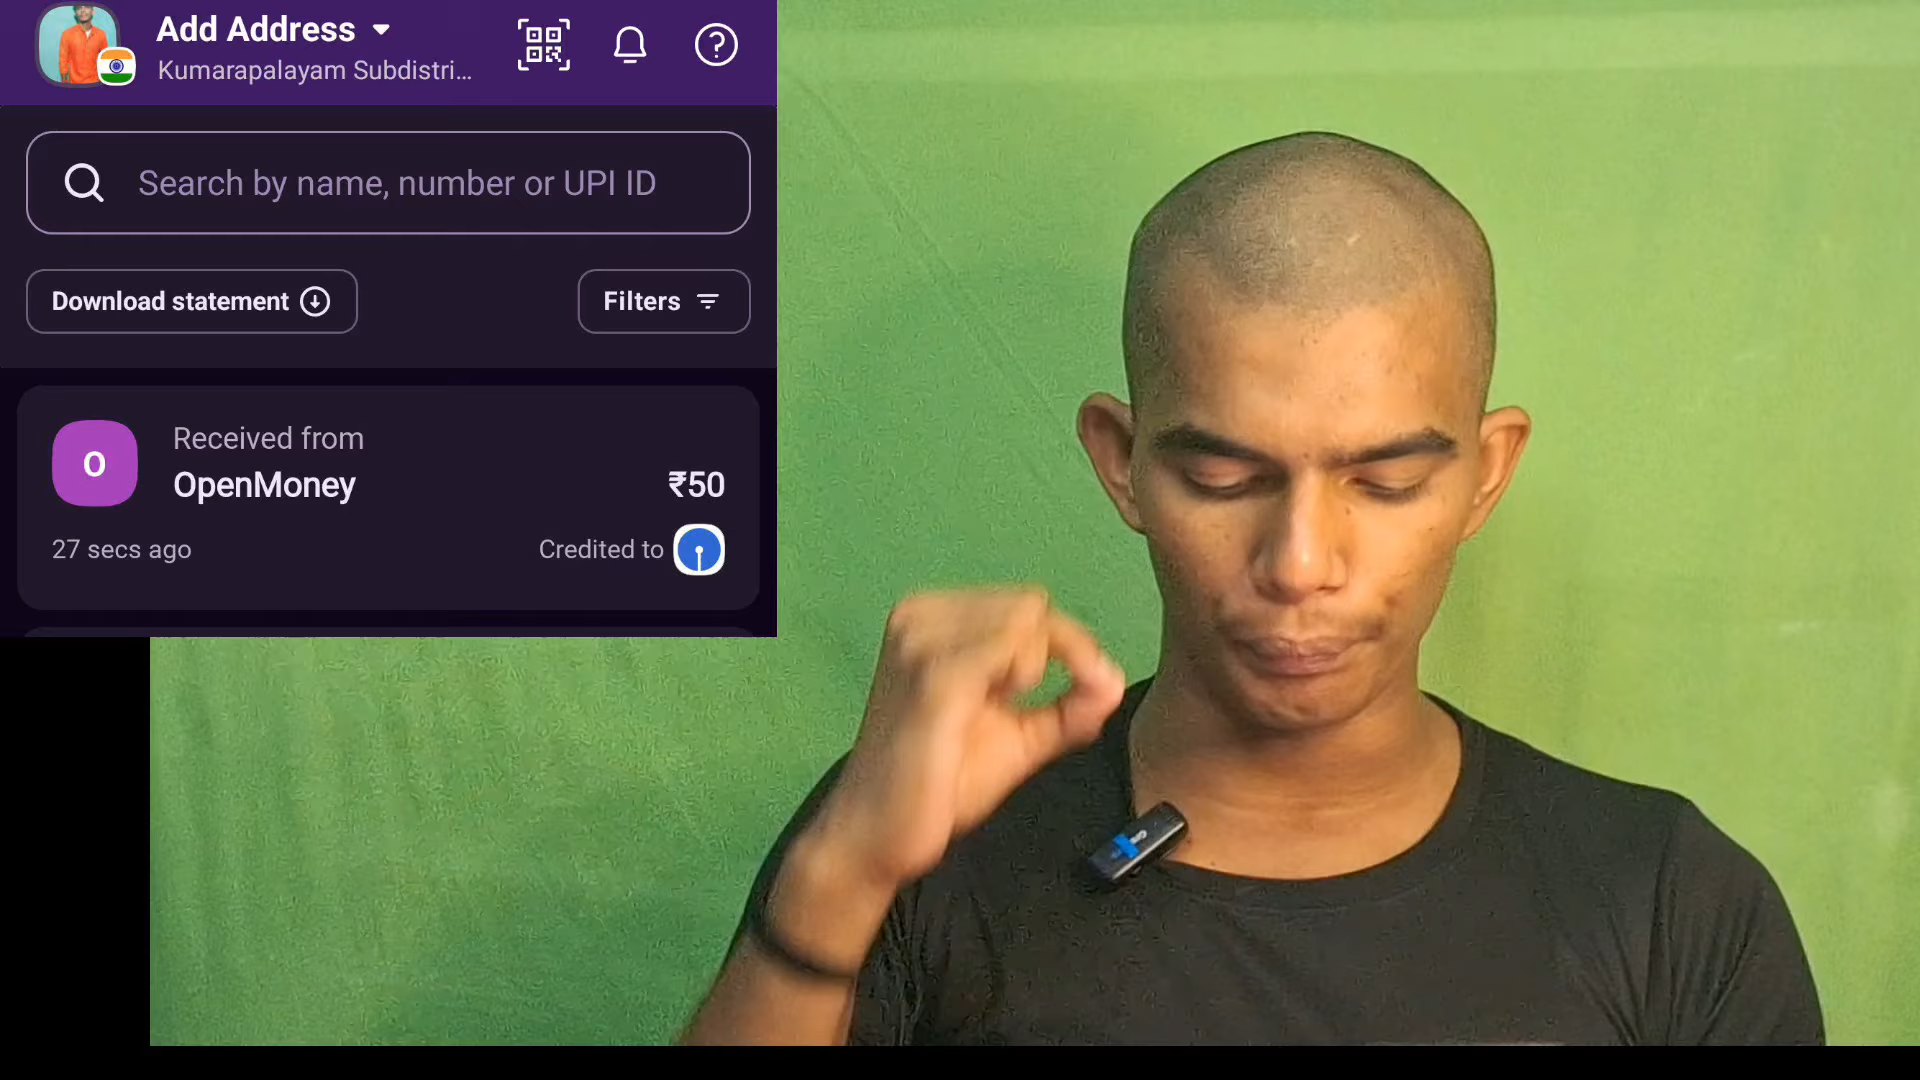 Add Address
Kumarapalayam Subdistri...
Search by name, number or UPI ID
Download statement
Filters
O
Received from
OpenMoney
₹50
27 secs ago
Credited to